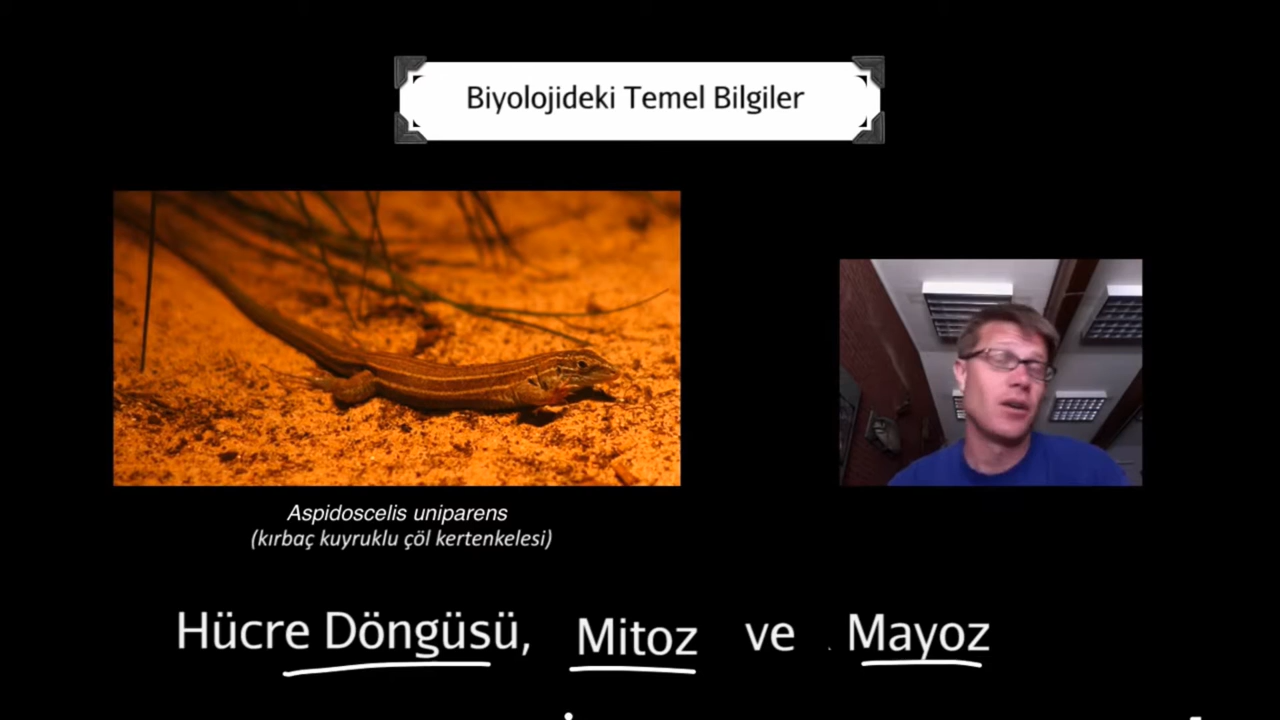 Biyolojideki Temel Bilgiler
Aspidoscelis uniparens
(kırbaç kuyruklu çöl kertenkelesi)
Hücre Döngüsü, Mitoz ve Mayoz